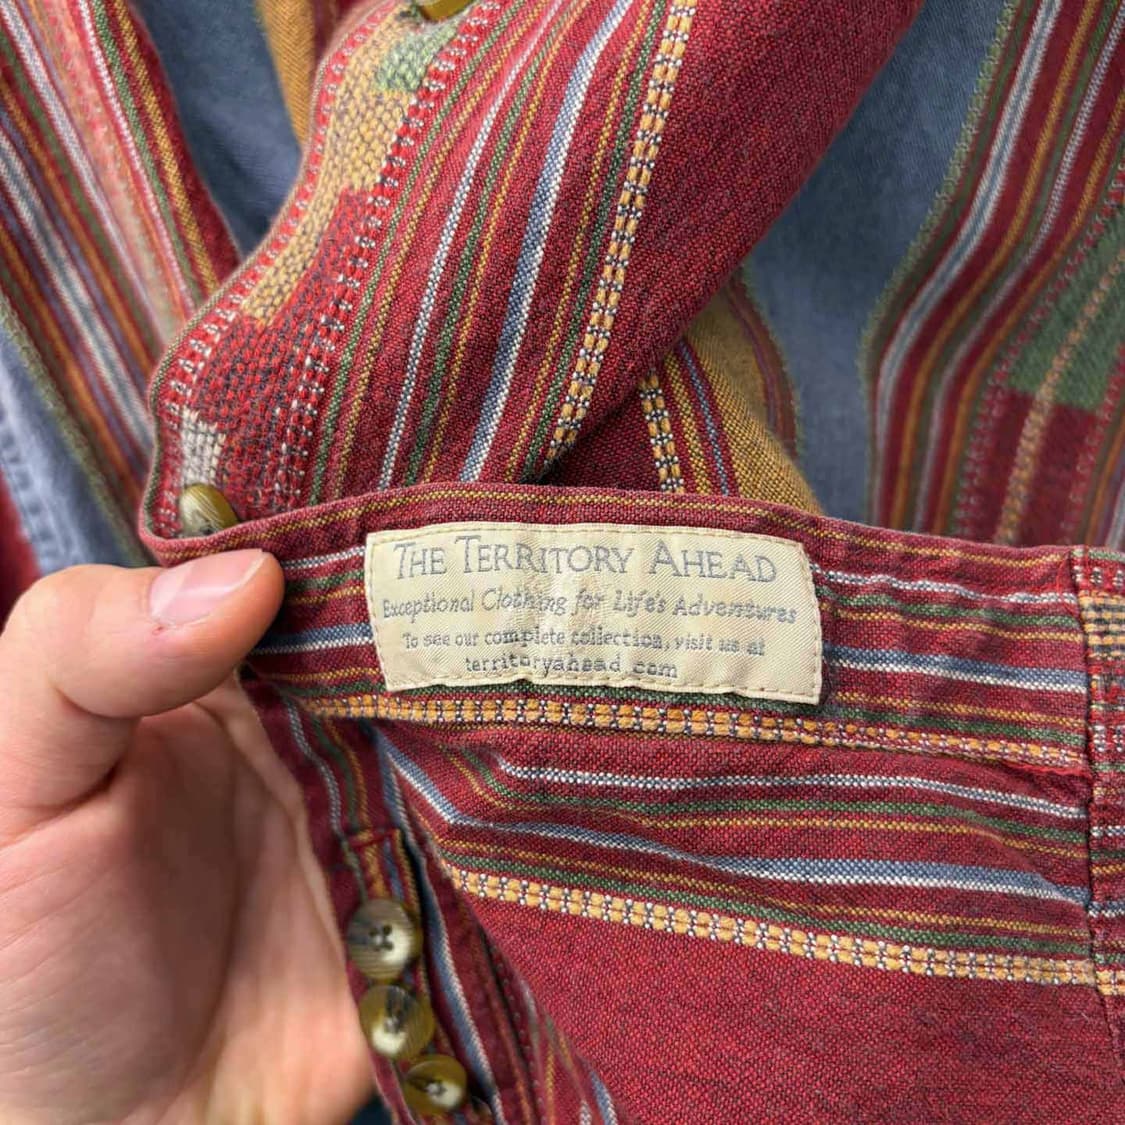 THE TERRITORY AHEAD
Exceptional Clothing for Life's Adventures
To see our complete collection, visit us at
territoryahead.com